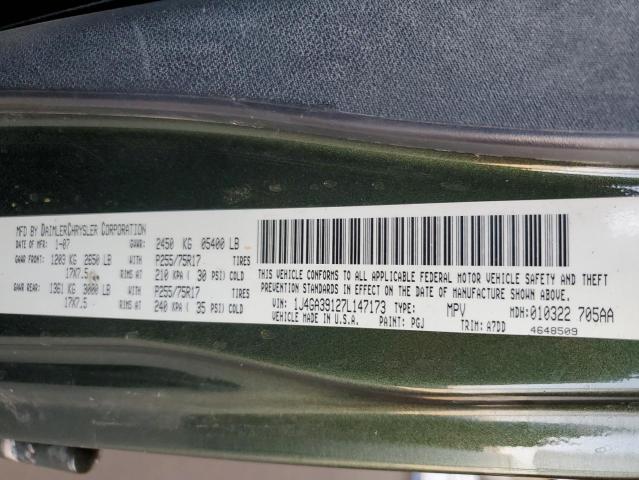 MFD BY DAIMLERCHRYSLER CORPORATION
DATE OF MFR: 1-07 GVWR: 2450 KG 05400 LB
GAWR FRONT: 1203 KG 2650 LB WITH P255/75R17 TIRES
17X7.5 RIMS AT 210 KPA ( 30 PSI) COLD
GAWR REAR: 1361 KG 3000 LB WITH P255/75R17 TIRES
17X7.5 RIMS AT 240 KPA ( 35 PSI) COLD
THIS VEHICLE CONFORMS TO ALL APPLICABLE FEDERAL MOTOR VEHICLE SAFETY AND THEFT
PREVENTION STANDARDS IN EFFECT ON THE DATE OF MANUFACTURE SHOWN ABOVE.
VIN: 1J4GA39127L147173 TYPE: MPV MDH: 010322 705AA
VEHICLE MADE IN U.S.A. PAINT: PGJ TRIM: A7DD 4648509